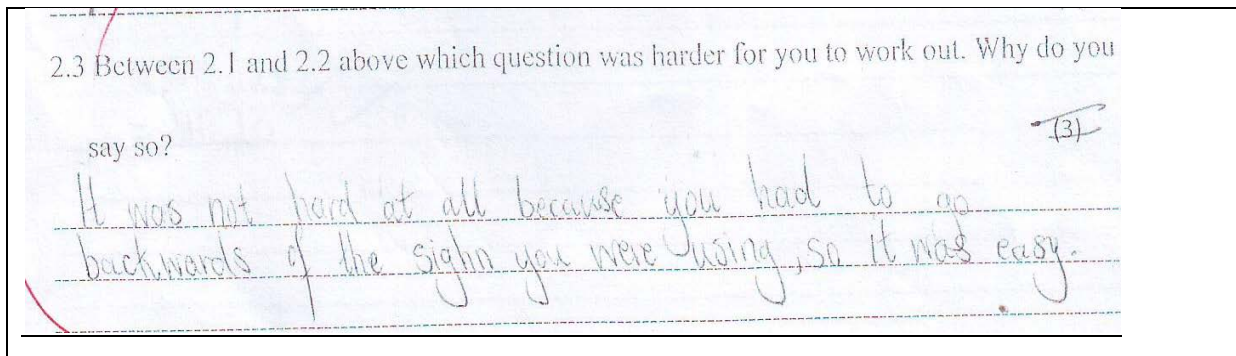 2.3 Between 2.1 and 2.2 above which question was harder for you to work out. Why do you
(3)
say so?
It was not hard at all because you had to go
backwards of the sighn you were using, so it was easy.